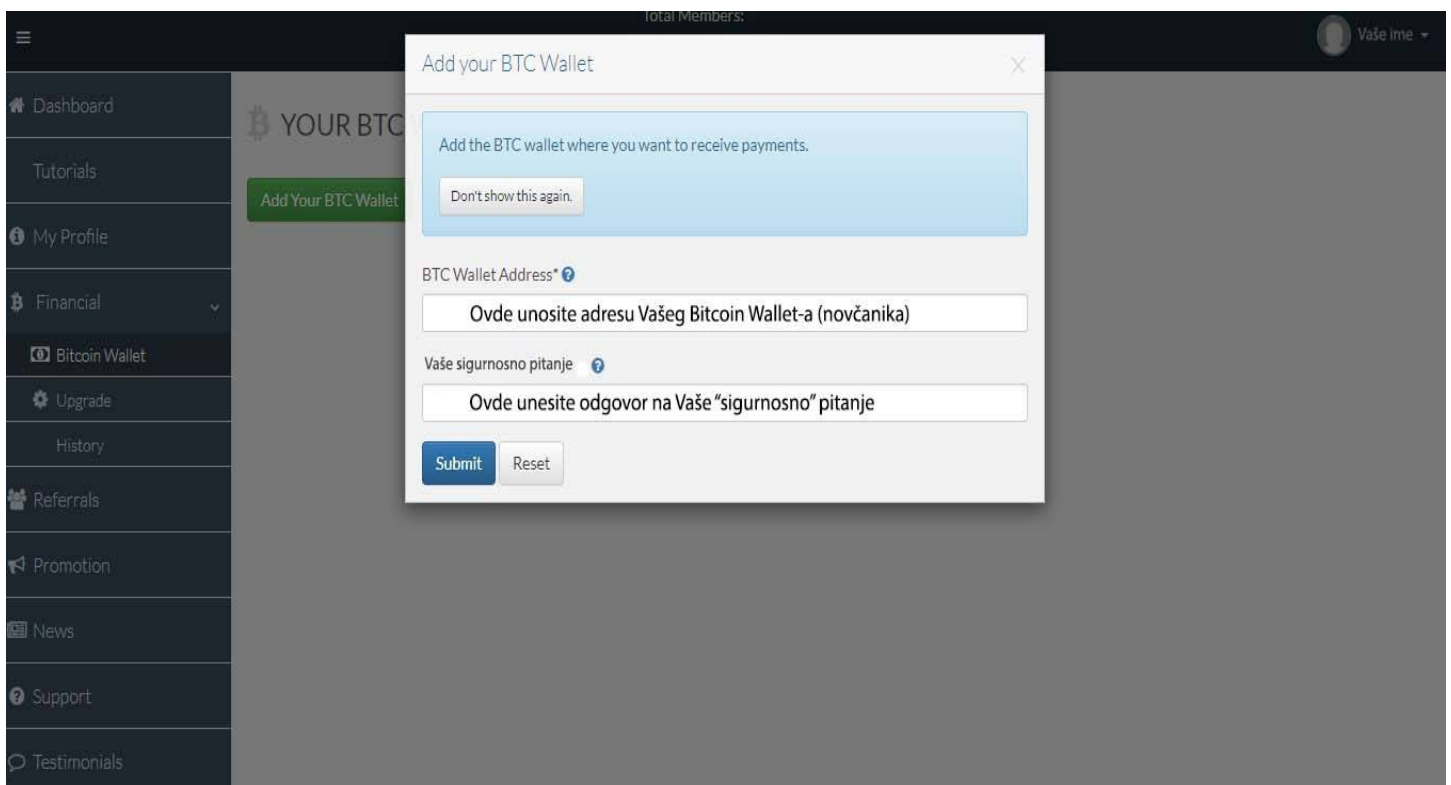 Total Members:
Vaše ime
Dashboard
Tutorials
My Profile
Financial
Bitcoin Wallet
Upgrade
History
Referrals
Promotion
News
Support
Testimonials
YOUR BTC
Add Your BTC Wallet
Add your BTC Wallet
X
Add the BTC wallet where you want to receive payments.
Don't show this again.
BTC Wallet Address*
Ovde unosite adresu Vašeg Bitcoin Wallet-a (novčanika)
Vaše sigurnosno pitanje
Ovde unesite odgovor na Vaše “sigurnosno” pitanje
Submit Reset